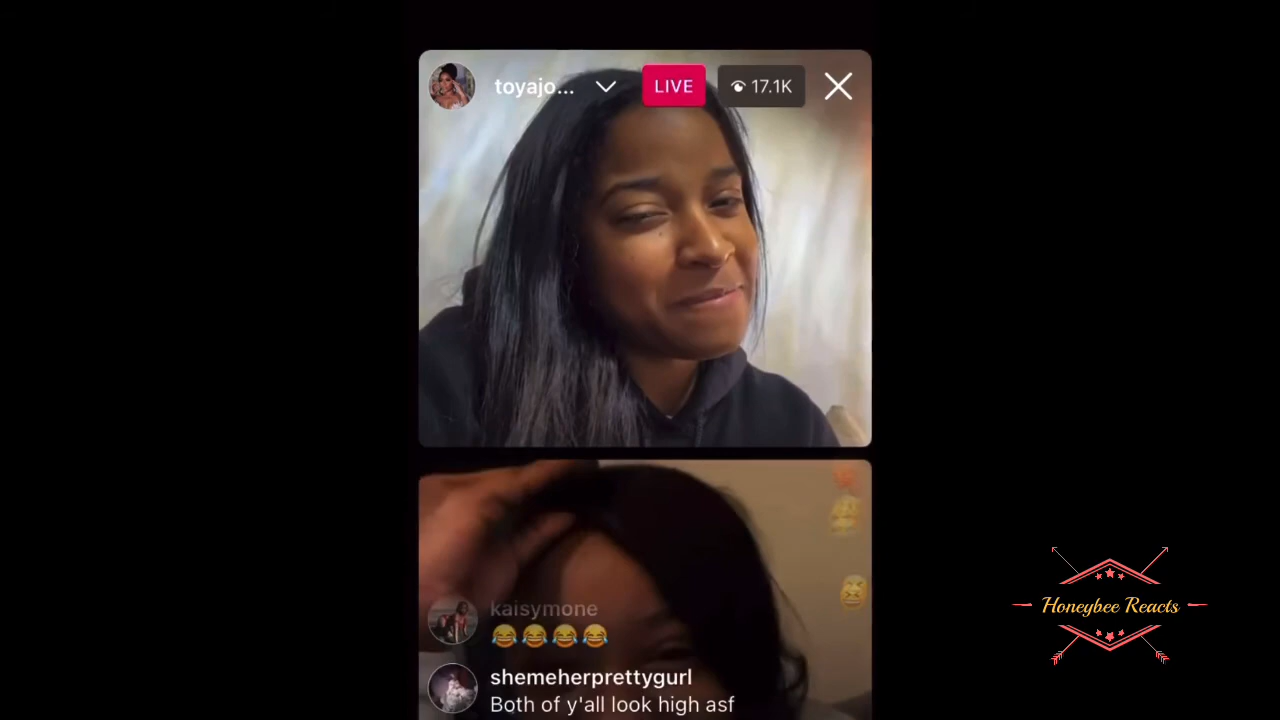 toyajo...
LIVE
17.1K
kaisymone
😂😂😂😂
shemeherprettygurl
Both of y'all look high asf
Honeybee Reacts